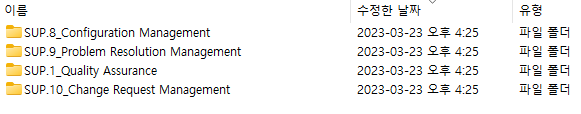 이름 수정한 날짜 유형
SUP.8_Configuration Management 2023-03-23 오후 4:25 파일 폴더
SUP.9_Problem Resolution Management 2023-03-23 오후 4:25 파일 폴더
SUP.1_Quality Assurance 2023-03-23 오후 4:25 파일 폴더
SUP.10_Change Request Management 2023-03-23 오후 4:25 파일 폴더